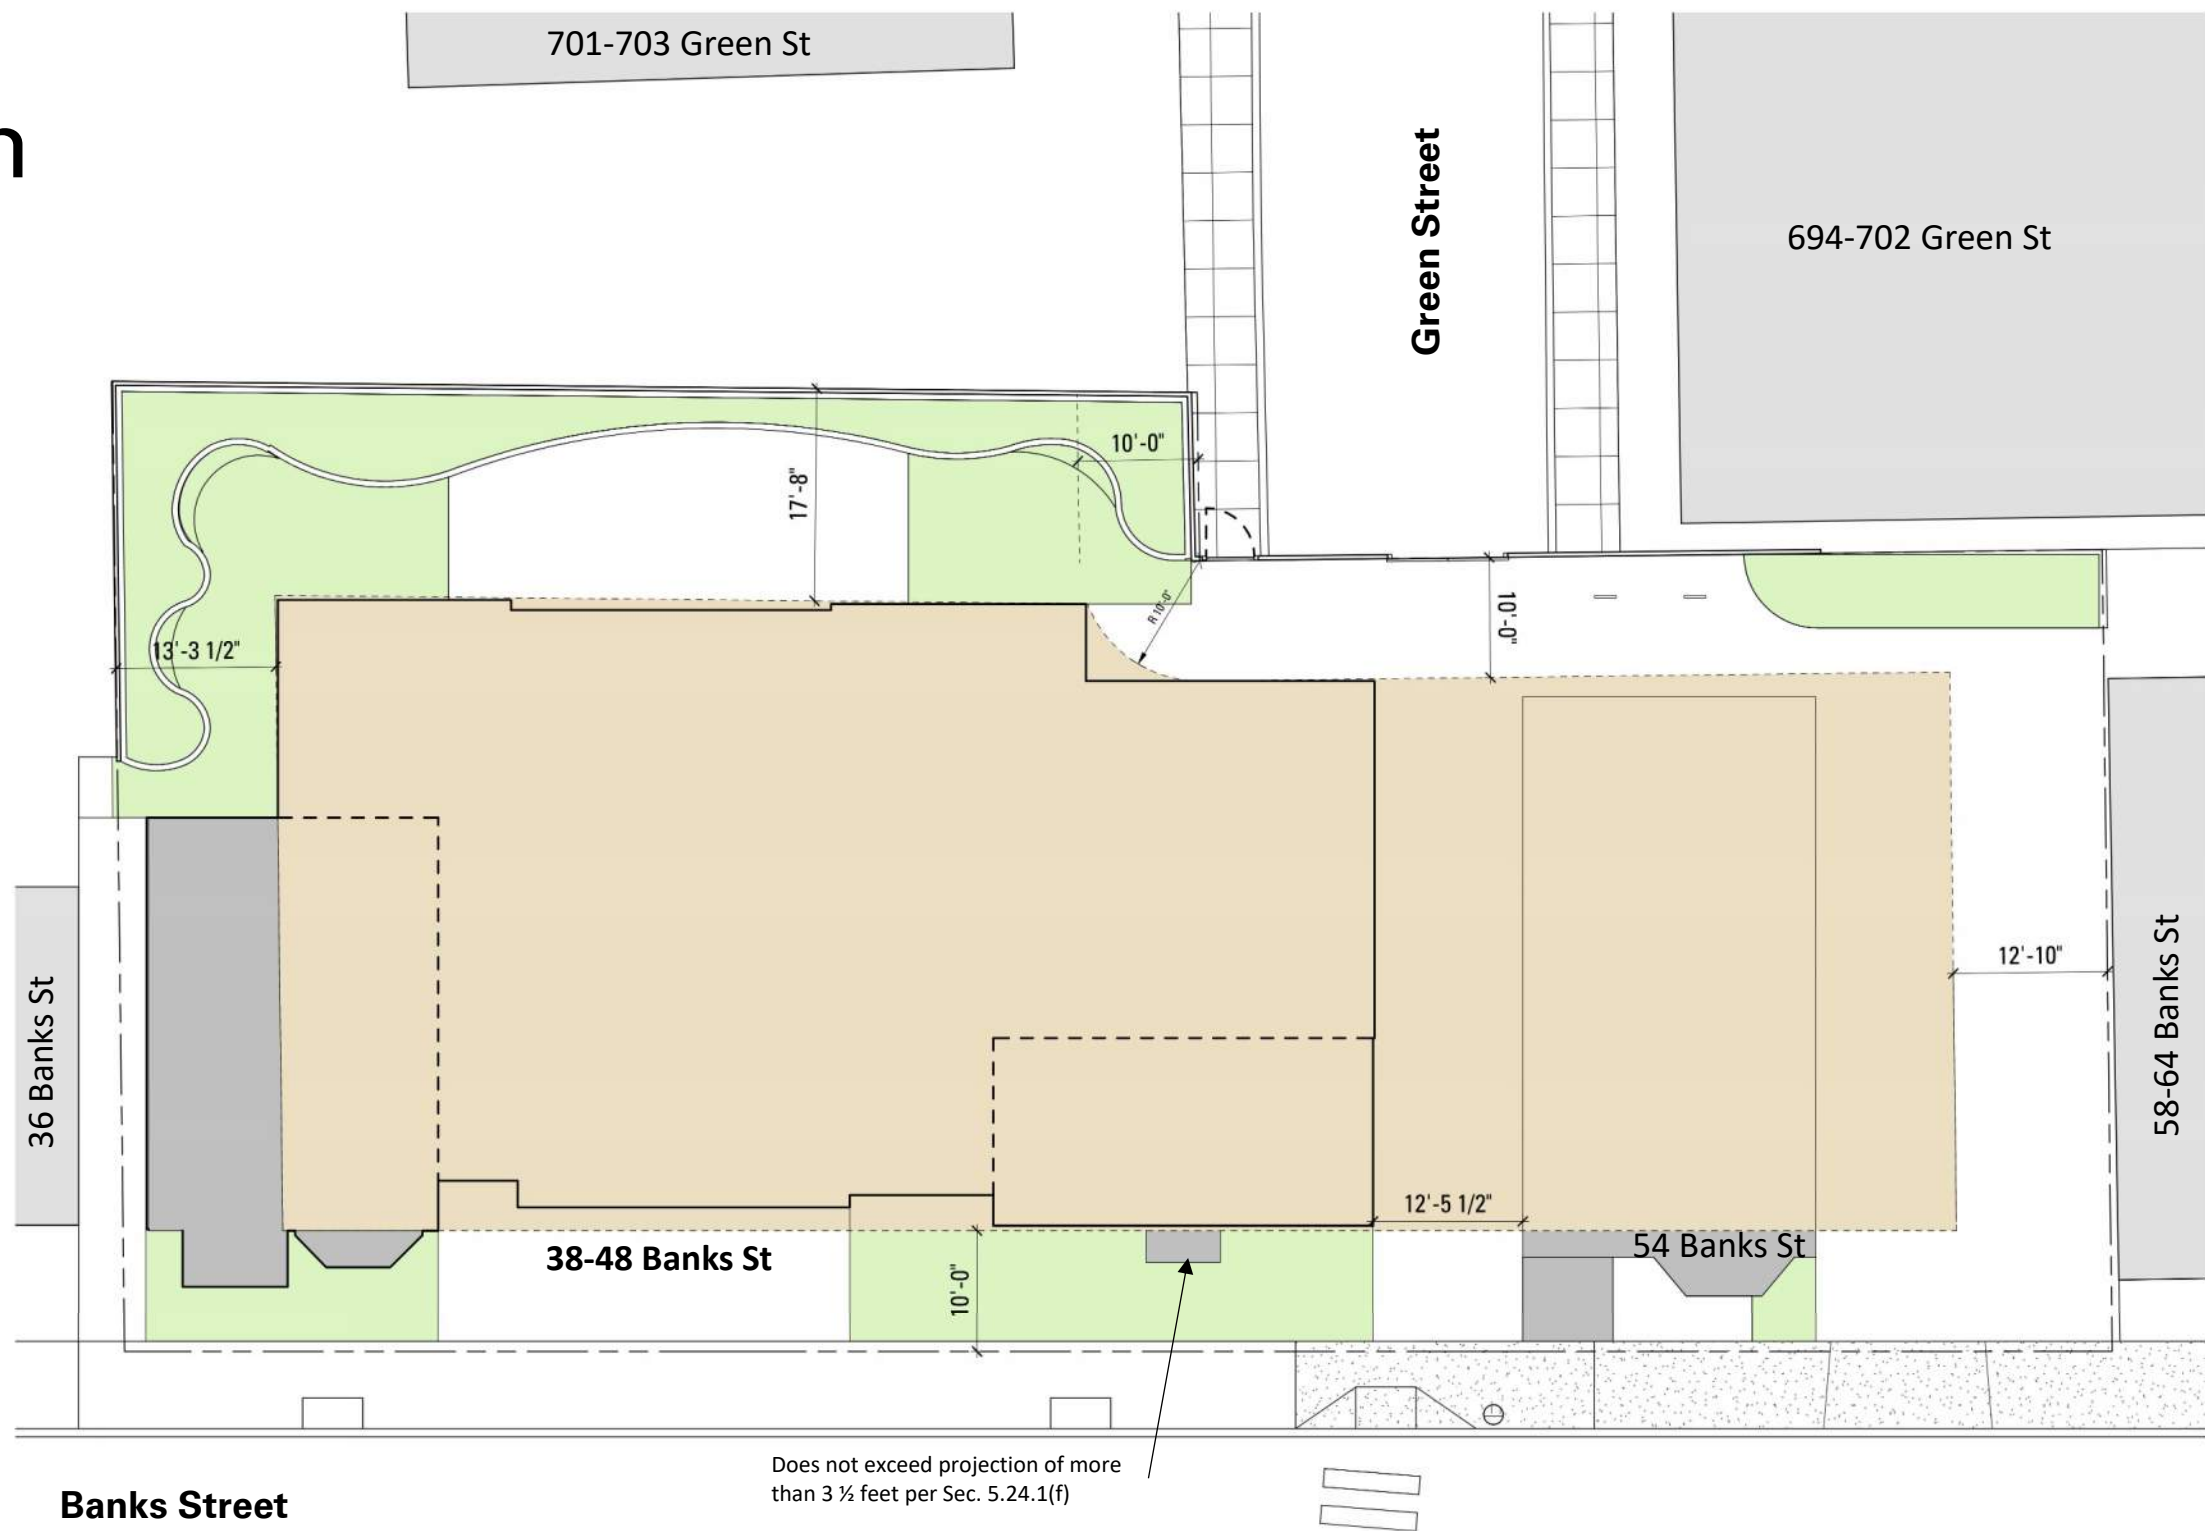 701-703 Green St
n
Green Street
694-702 Green St
10'-0"
17'-8"
R 10'-0"
10'-0"
13'-3 1/2"
12'-10"
36 Banks St
58-64 Banks St
12'-5 1/2"
38-48 Banks St
54 Banks St
10'-0"
Does not exceed projection of more
than 3 ½ feet per Sec. 5.24.1(f)
Banks Street